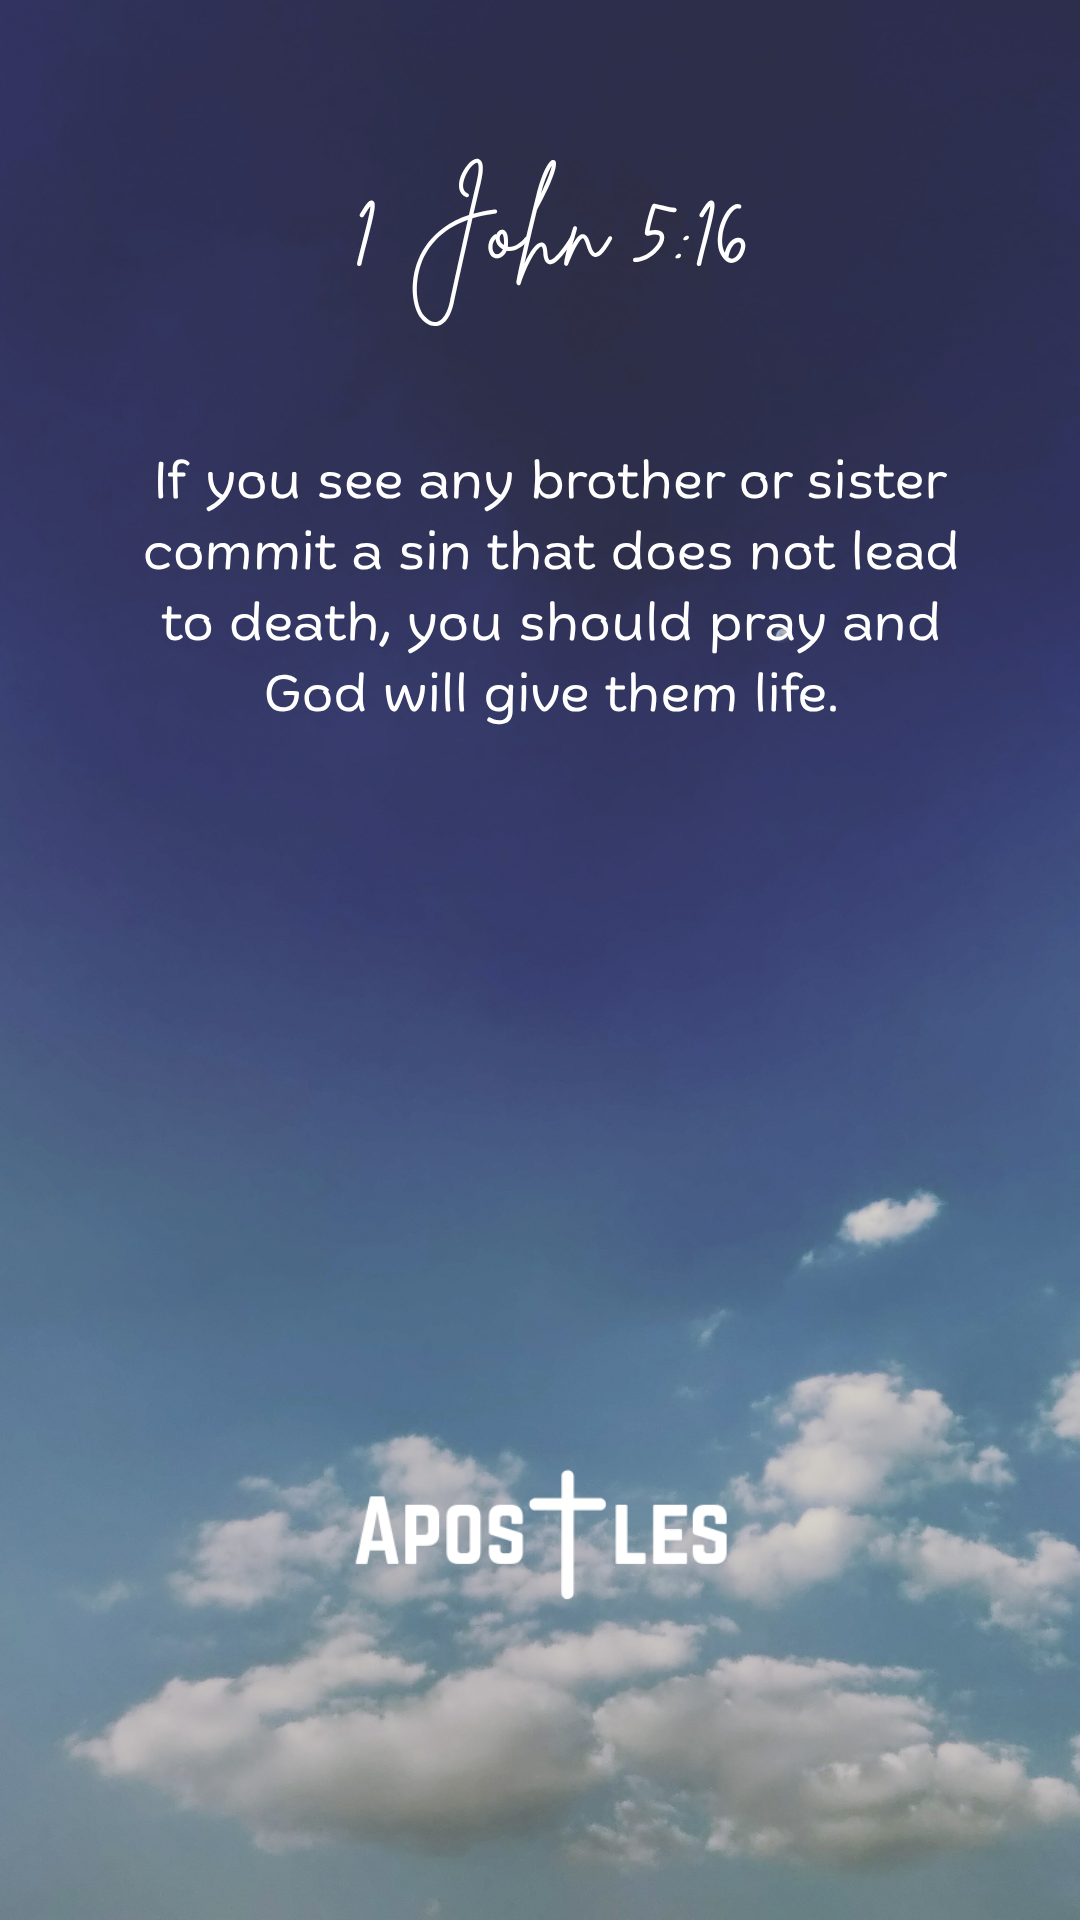 1 John 5:16
If you see any brother or sister
commit a sin that does not lead
to death, you should pray and
God will give them life.
APOSTLES